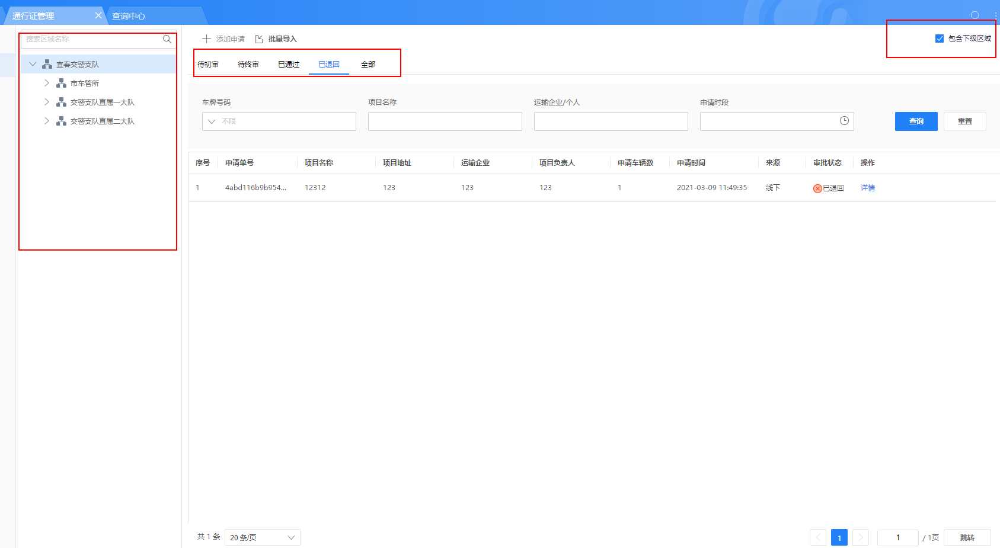 通行证管理
查询中心
搜索区域名称
宜春交警支队
市车管所
交警支队直属一大队
交警支队直属二大队
添加申请 批量导入
包含下级区域
待初审 待终审 已通过 已退回 全部
车牌号码 项目名称 运输企业/个人 申请时段
不限
查询 重置
序号 申请单号 项目名称 项目地址 运输企业 项目负责人 申请车辆数 申请时间 来源 审批状态 操作
1 4abd116b9b954... 12312 123 123 123 1 2021-03-09 11:49:35 线下 已退回 详情
共 1 条 20 条/页 1 1 / 1页 跳转